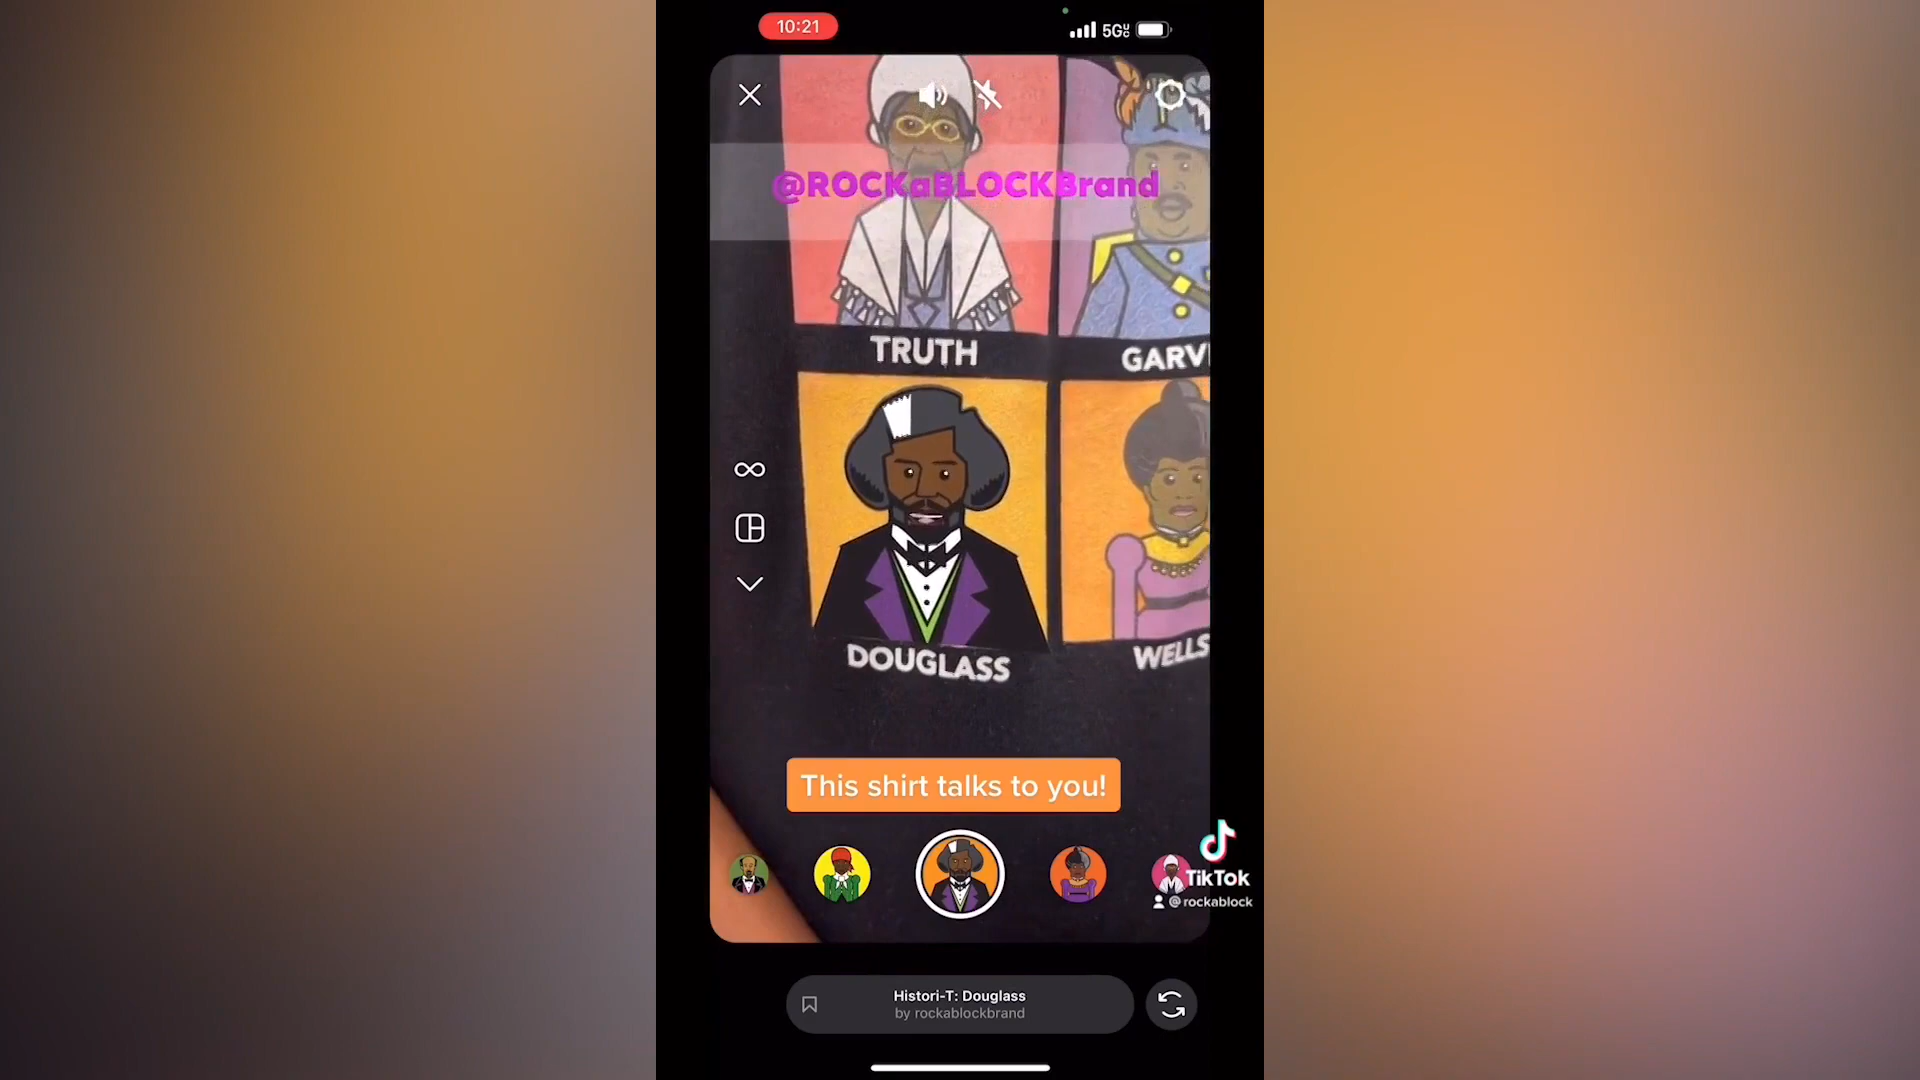 10:21
5G
@ROCKaBLOCKBrand
TRUTH
GARV
DOUGLASS
WELLS
This shirt talks to you!
TikTok
@rockablock
Histori-T: Douglass
by rockablockbrand